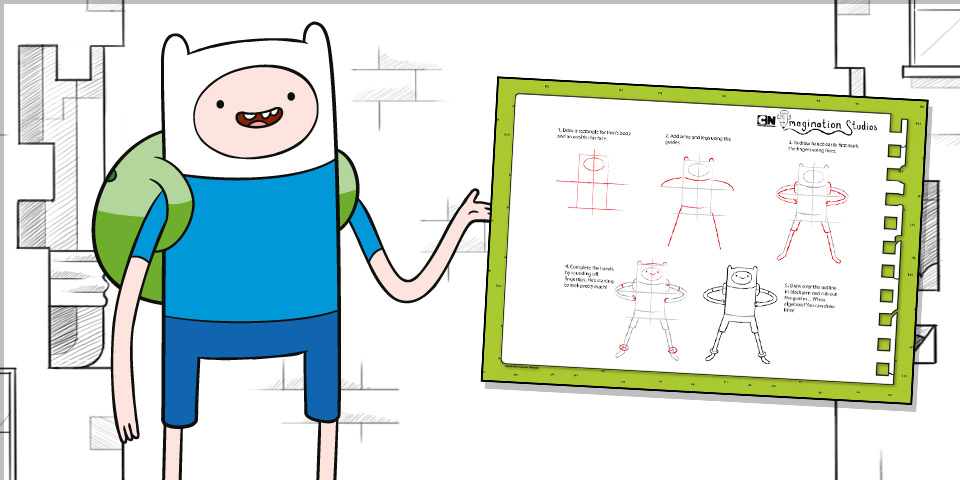 CN Imagination Studios
1. Draw a rectangle for Finn's body
and an oval for his face.
2. Add arms and legs using the
guides.
3. To draw hands easily first mark
the fingers using lines.
4. Complete the hands
by rounding off
fingertips. He's starting
to look pretty much!
5. Draw over the outline
in black pen and rub out
the guides... When
algebraic! You can draw
Finn!